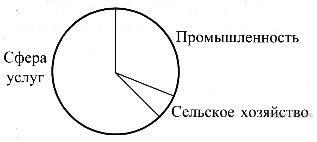 Промышленность
Сфера
услуг
Сельское хозяйство